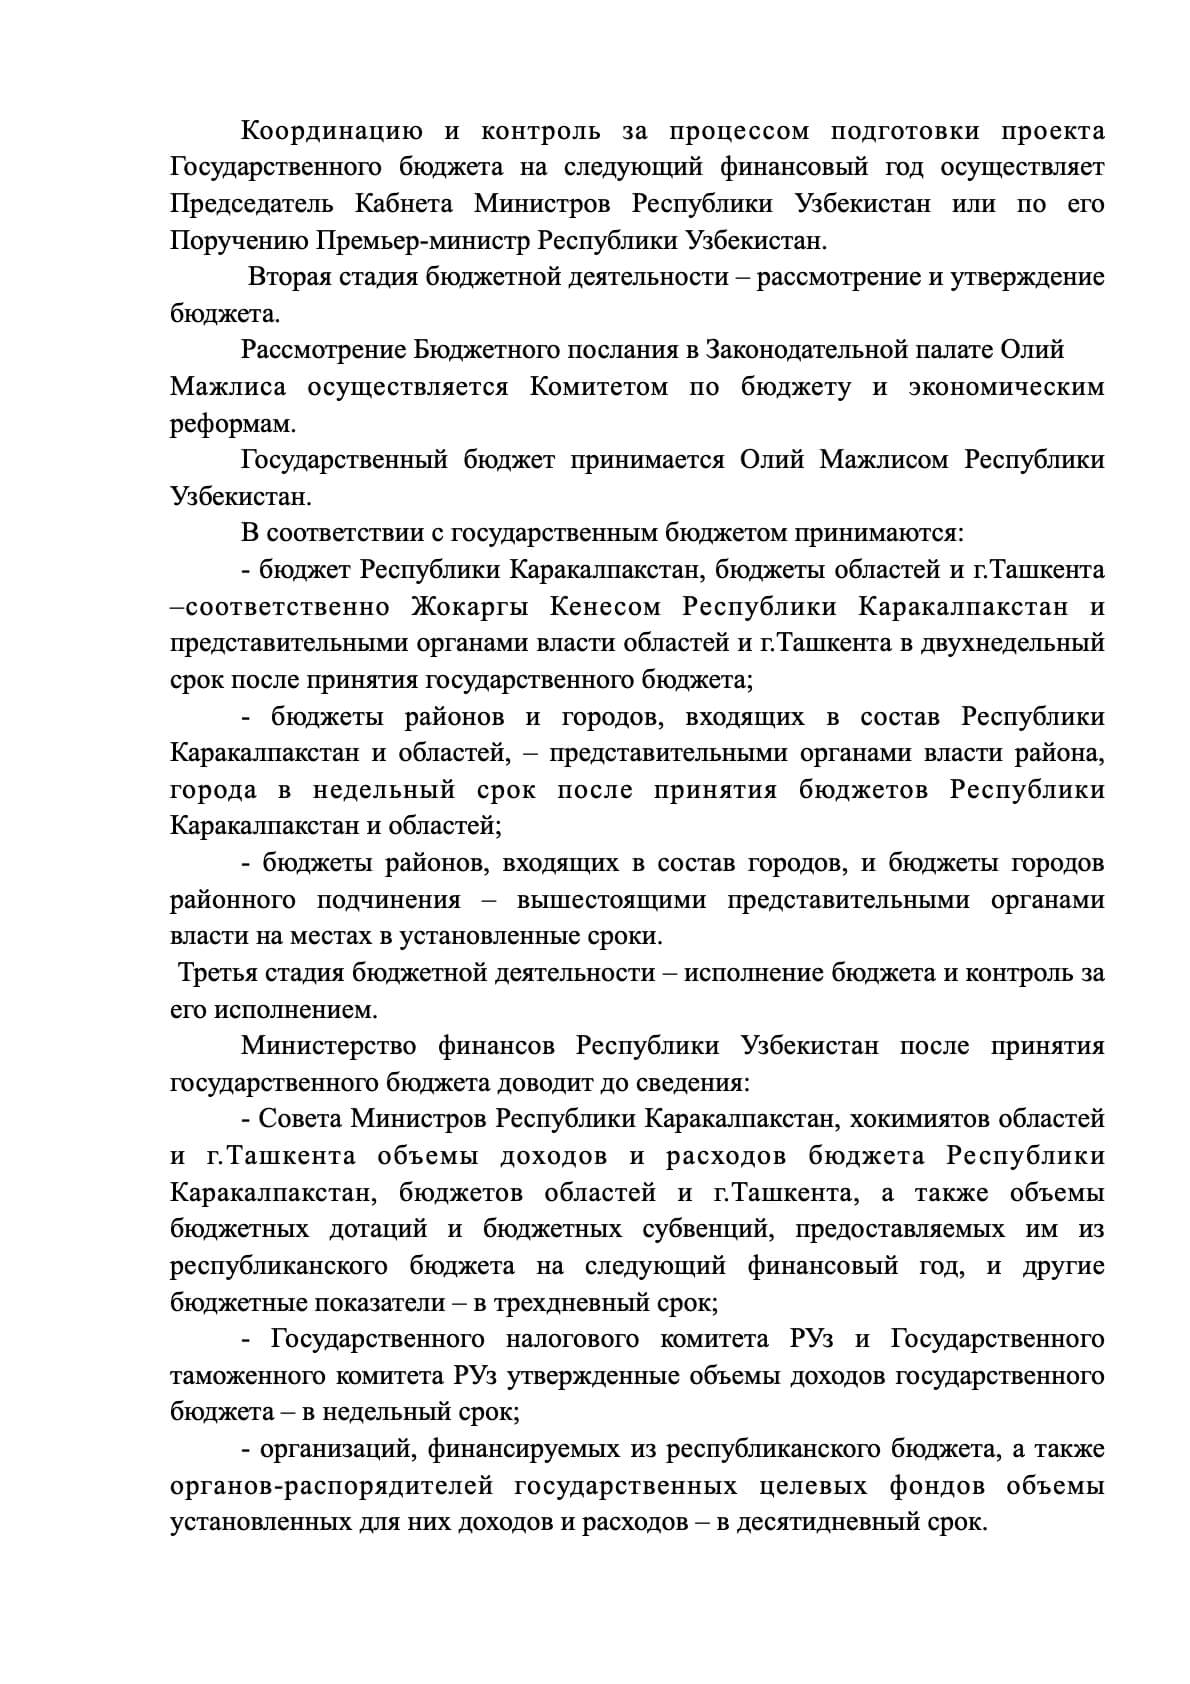 Координацию и контроль за процессом подготовки проекта
Государственного бюджета на следующий финансовый год осуществляет
Председатель Кабнета Министров Республики Узбекистан или по его
Поручению Премьер-министр Республики Узбекистан.
Вторая стадия бюджетной деятельности – рассмотрение и утверждение
бюджета.
Рассмотрение Бюджетного послания в Законодательной палате Олий
Мажлиса осуществляется Комитетом по бюджету и экономическим
реформам.
Государственный бюджет принимается Олий Мажлисом Республики
Узбекистан.
В соответствии с государственным бюджетом принимаются:
- бюджет Республики Каракалпакстан, бюджеты областей и г.Ташкента
–соответственно Жокаргы Кенесом Республики Каракалпакстан и
представительными органами власти областей и г.Ташкента в двухнедельный
срок после принятия государственного бюджета;
- бюджеты районов и городов, входящих в состав Республики
Каракалпакстан и областей, – представительными органами власти района,
города в недельный срок после принятия бюджетов Республики
Каракалпакстан и областей;
- бюджеты районов, входящих в состав городов, и бюджеты городов
районного подчинения – вышестоящими представительными органами
власти на местах в установленные сроки.
Третья стадия бюджетной деятельности – исполнение бюджета и контроль за
его исполнением.
Министерство финансов Республики Узбекистан после принятия
государственного бюджета доводит до сведения:
- Совета Министров Республики Каракалпакстан, хокимиятов областей
и г.Ташкента объемы доходов и расходов бюджета Республики
Каракалпакстан, бюджетов областей и г.Ташкента, а также объемы
бюджетных дотаций и бюджетных субвенций, предоставляемых им из
республиканского бюджета на следующий финансовый год, и другие
бюджетные показатели – в трехдневный срок;
- Государственного налогового комитета РУз и Государственного
таможенного комитета РУз утвержденные объемы доходов государственного
бюджета – в недельный срок;
- организаций, финансируемых из республиканского бюджета, а также
органов-распорядителей государственных целевых фондов объемы
установленных для них доходов и расходов – в десятидневный срок.